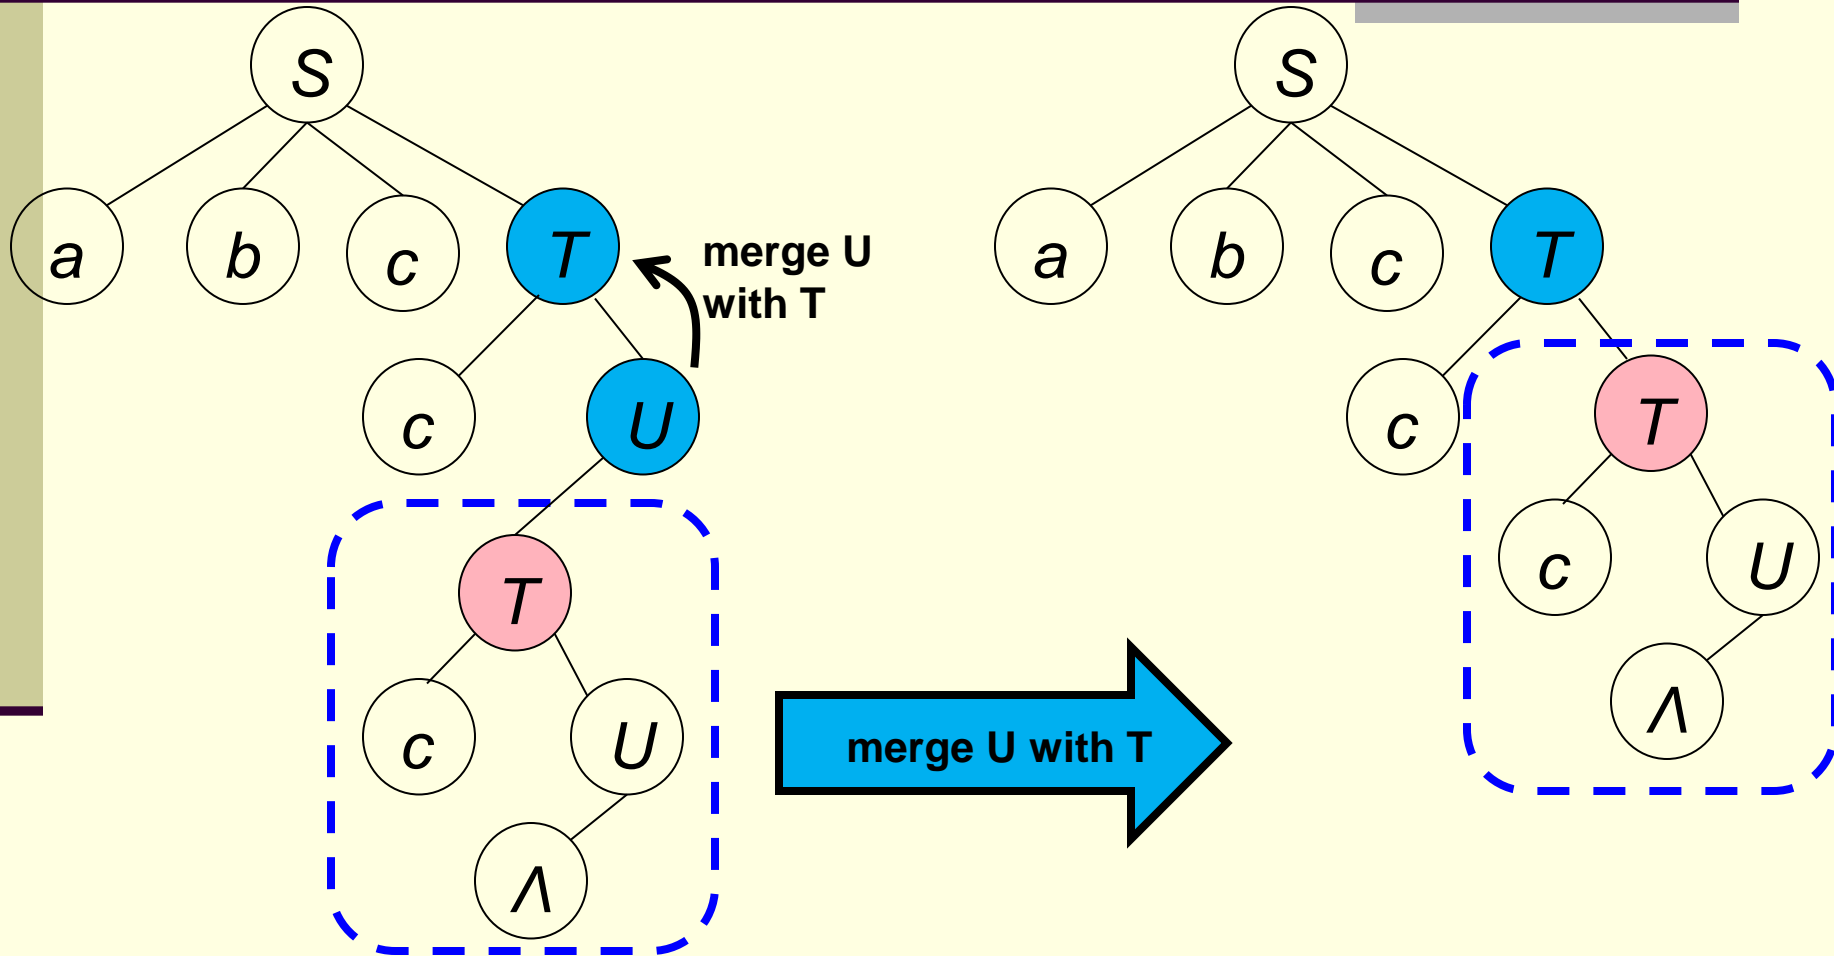 S
a b c T
merge U
with T
c U
T
c U
Λ
merge U with T
S
a b c T
c T
c U
Λ